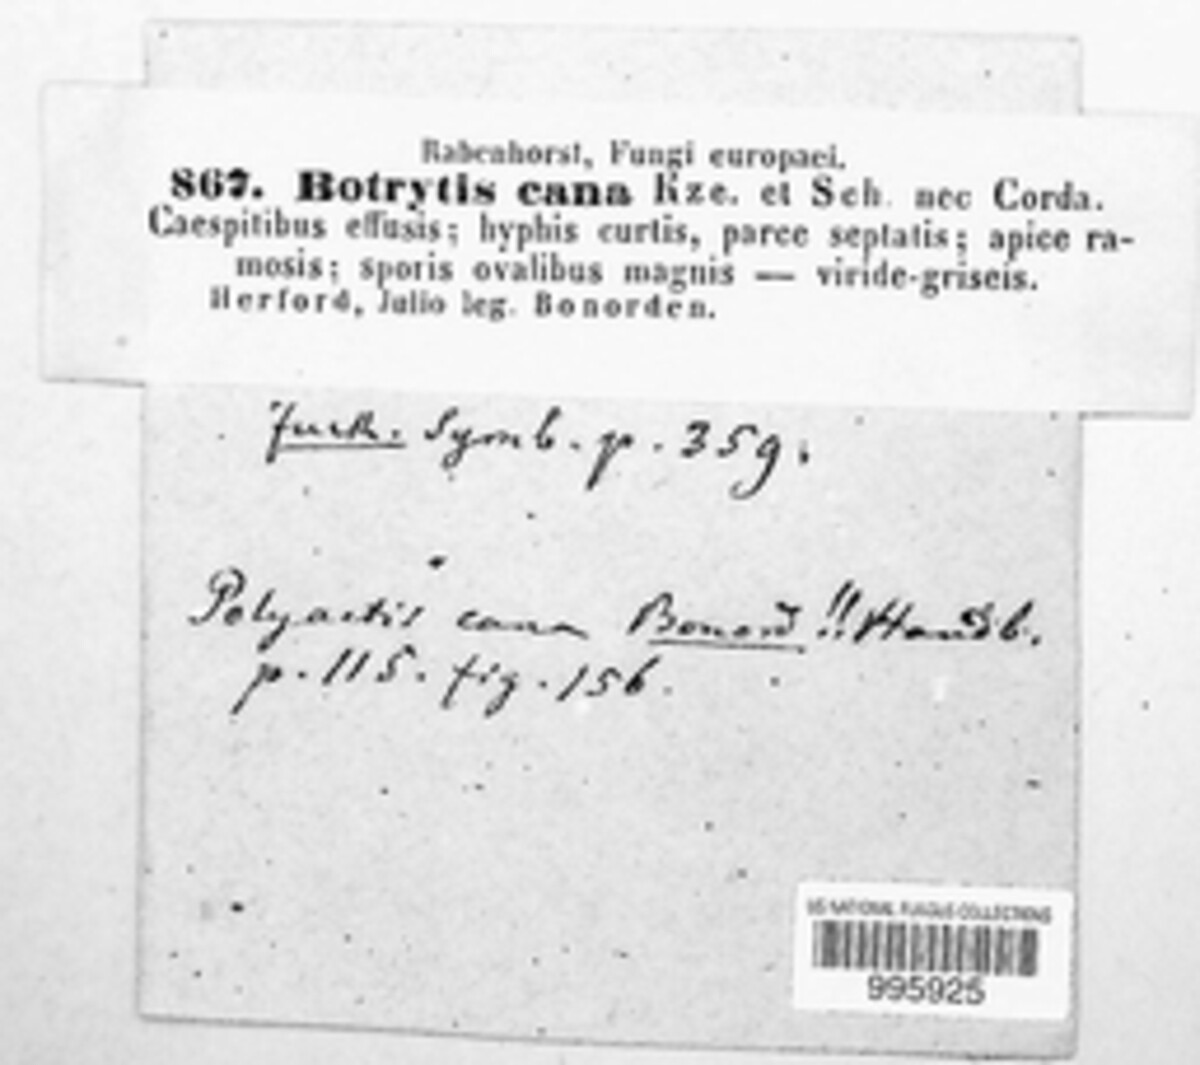 Rabenhorst, Fungi europaei.
867. Botrytis cana Kze. et Sch. nec Corda.
Caespitibus effusis; hyphis curtis, parce septatis; apice ra-
mosis; sporis ovalibus magnis — viride-griseis.
Herford, Julio leg. Bonorden.
Fuck. Symb. p. 359.
Polyactis cana Bonord!! Handb.
p. 115. fig. 156.
US NATIONAL FUNGUS COLLECTIONS
995925